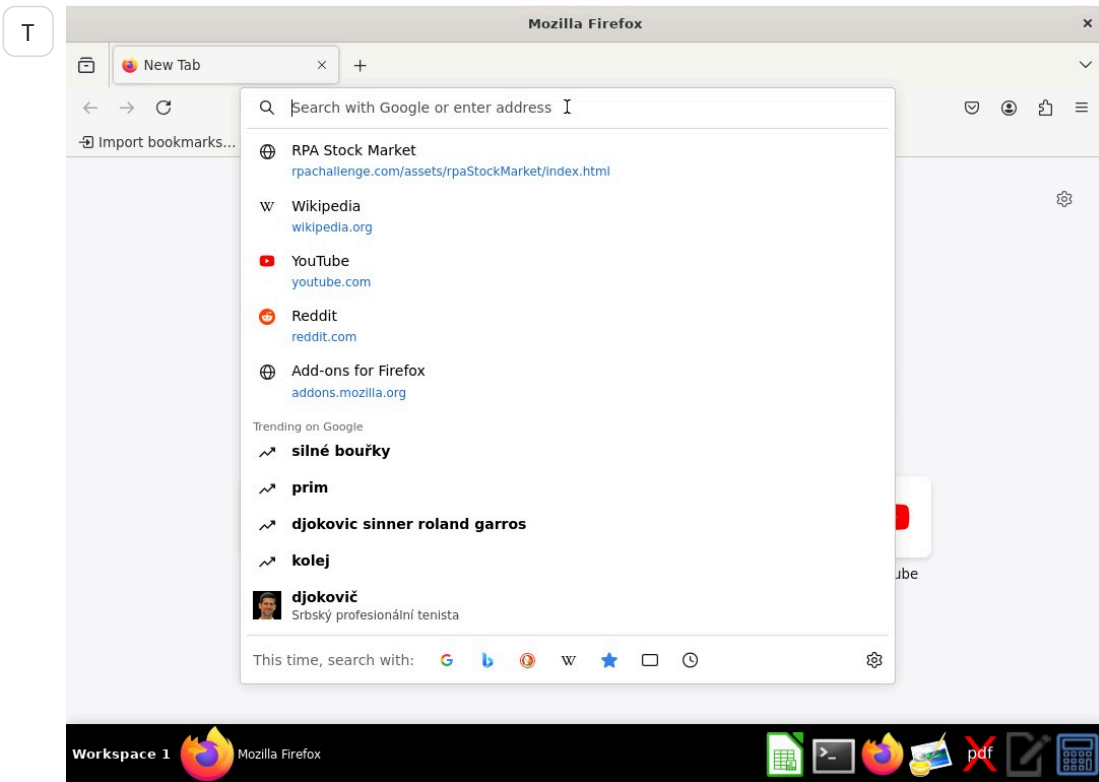 T
Mozilla Firefox
New Tab
Search with Google or enter address
Import bookmarks...
RPA Stock Market
rpachallenge.com/assets/rpaStockMarket/index.html
W Wikipedia
wikipedia.org
YouTube
youtube.com
Reddit
reddit.com
Add-ons for Firefox
addons.mozilla.org
Trending on Google
silné bouřky
prim
djokovic sinner roland garros
kolej
ube
djokovič
Srbský profesionální tenista
This time, search with: G b W
Workspace 1 Mozilla Firefox pdf